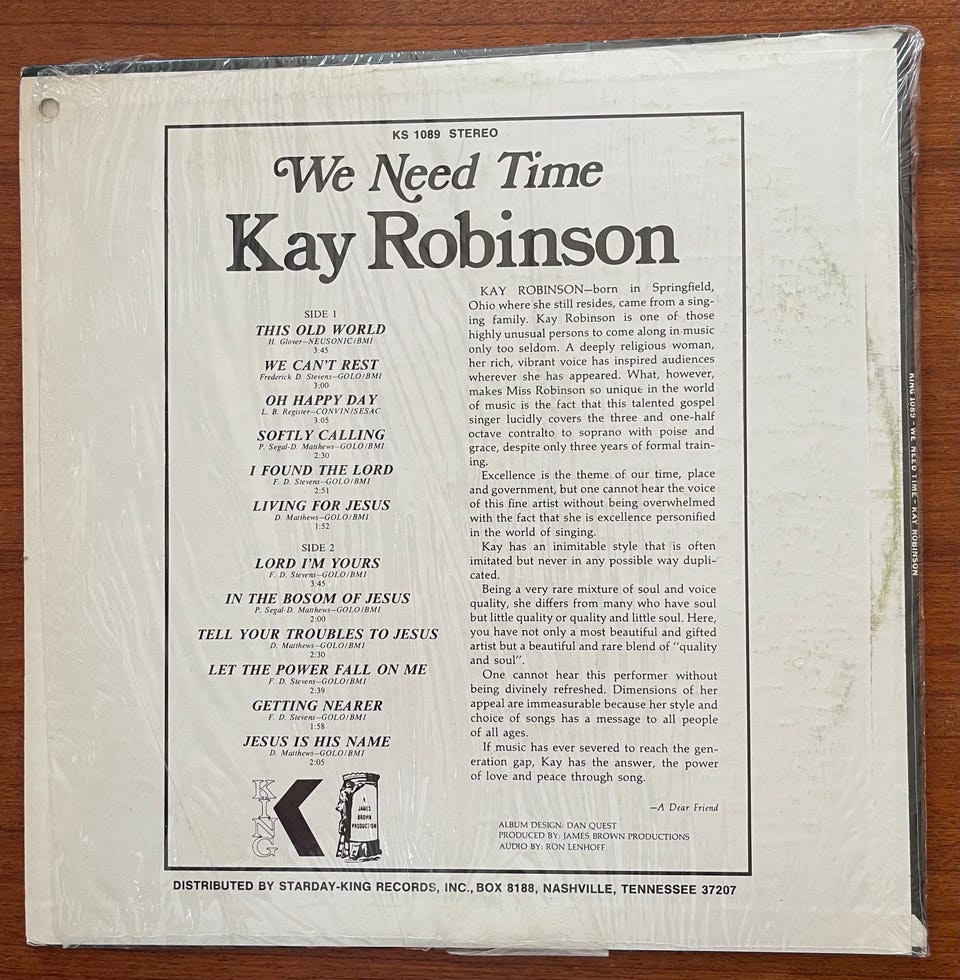 KS 1089 STEREO
We Need Time
Kay Robinson
SIDE 1
THIS OLD WORLD
H. Glover—NEUSONIC/BMI
3:45
WE CAN'T REST
Frederick D. Stevens—GOLO/BMI
3:00
OH HAPPY DAY
L. B. Register—CONVIN/SESAC
3:05
SOFTLY CALLING
P. Segal-D. Matthews—GOLO/BMI
2:30
I FOUND THE LORD
F. D. Stevens—GOLO/BMI
2:51
LIVING FOR JESUS
D. Matthews—GOLO/BMI
1:52
SIDE 2
LORD I'M YOURS
F. D. Stevens—GOLO/BMI
3:45
IN THE BOSOM OF JESUS
P. Segal-D. Matthews—GOLO/BMI
2:00
TELL YOUR TROUBLES TO JESUS
D. Matthews—GOLO/BMI
2:30
LET THE POWER FALL ON ME
F. D. Stevens—GOLO/BMI
2:39
GETTING NEARER
F. D. Stevens—GOLO/BMI
1:58
JESUS IS HIS NAME
D. Matthews—GOLO/BMI
2:05
KING
K
A
JAMES
BROWN
PRODUCTION
KAY ROBINSON—born in Springfield,
Ohio where she still resides, came from a sing-
ing family. Kay Robinson is one of those
highly unusual persons to come along in music
only too seldom. A deeply religious woman,
her rich, vibrant voice has inspired audiences
wherever she has appeared. What, however,
makes Miss Robinson so unique in the world
of music is the fact that this talented gospel
singer lucidly covers the three and one-half
octave contralto to soprano with poise and
grace, despite only three years of formal train-
ing.
Excellence is the theme of our time, place
and government, but one cannot hear the voice
of this fine artist without being overwhelmed
with the fact that she is excellence personified
in the world of singing.
Kay has an inimitable style that is often
imitated but never in any possible way dupli-
cated.
Being a very rare mixture of soul and voice
quality, she differs from many who have soul
but little quality or quality and little soul. Here,
you have not only a most beautiful and gifted
artist but a beautiful and rare blend of "quality
and soul".
One cannot hear this performer without
being divinely refreshed. Dimensions of her
appeal are immeasurable because her style and
choice of songs has a message to all people
of all ages.
If music has ever severed to reach the gen-
eration gap, Kay has the answer, the power
of love and peace through song.
—A Dear Friend
ALBUM DESIGN: DAN QUEST
PRODUCED BY: JAMES BROWN PRODUCTIONS
AUDIO BY: RON LENHOFF
DISTRIBUTED BY STARDAY-KING RECORDS, INC., BOX 8188, NASHVILLE, TENNESSEE 37207
KING 1089 - WE NEED TIME - KAY ROBINSON